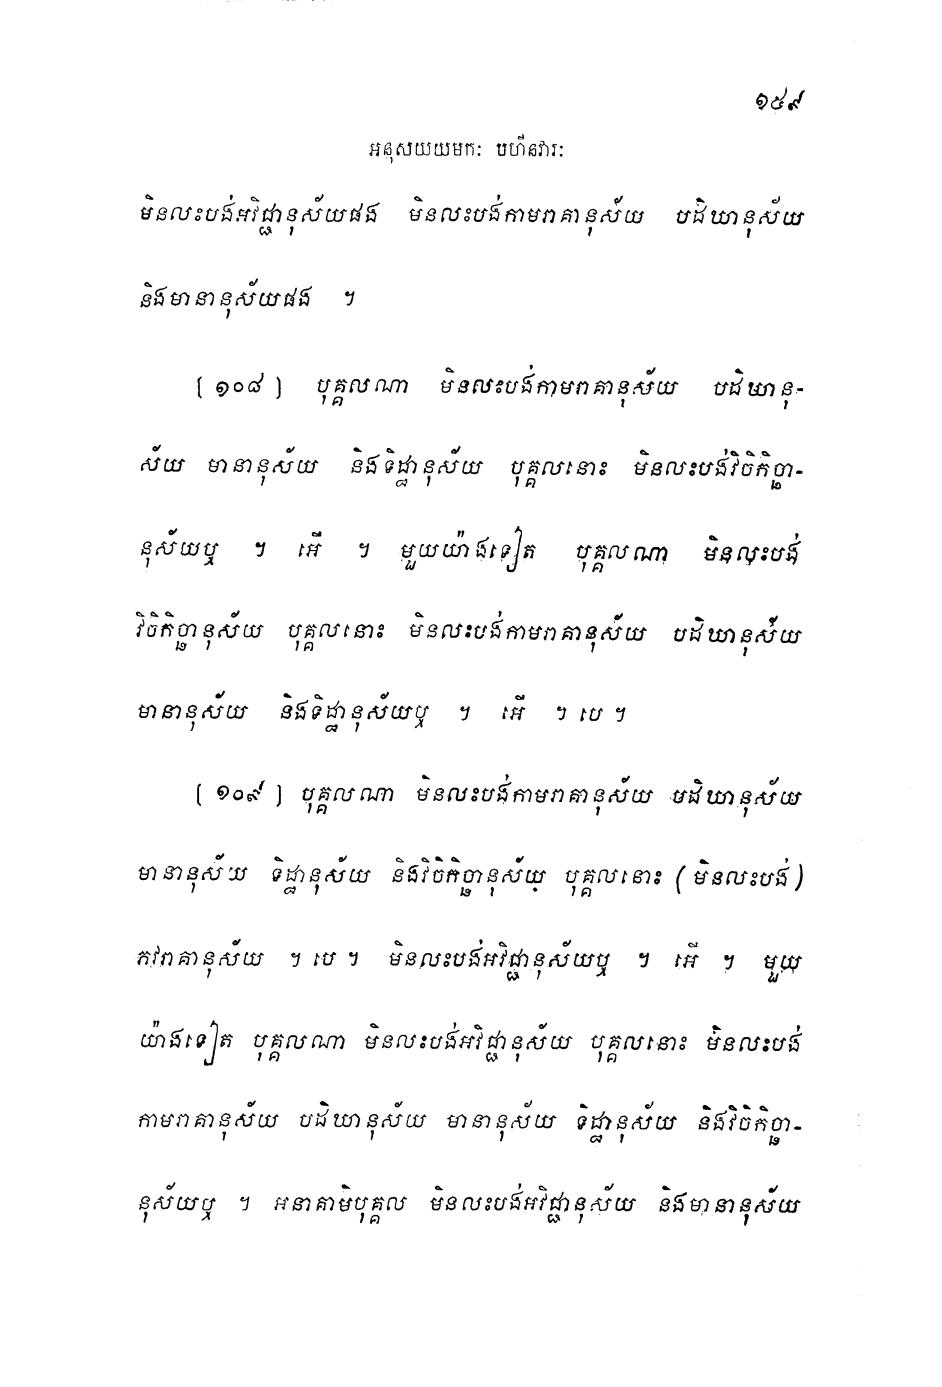 ១៥៩
អនុសយយមកៈ បហីនវារៈ
មិនលះបង់អវិជ្ជានុស័យផង មិនលះបង់កាមរាគានុស័យ បដិឃានុស័យ
និងមានានុស័យផង ។
(១០៨) បុគ្គលណា មិនលះបង់កាមរាគានុស័យ បដិឃានុ-
ស័យ មានានុស័យ និងទិដ្ឋានុស័យ បុគ្គលនោះ មិនលះបង់វិចិកិច្ឆា-
នុស័យឬ ។ អើ ។ មួយយ៉ាងទៀត បុគ្គលណា មិនលះបង់
វិចិកិច្ឆានុស័យ បុគ្គលនោះ មិនលះបង់កាមរាគានុស័យ បដិឃានុស័យ
មានានុស័យ និងទិដ្ឋានុស័យឬ ។ អើ ។ បេ ។
(១០៩) បុគ្គលណា មិនលះបង់កាមរាគានុស័យ បដិឃានុស័យ
មានានុស័យ ទិដ្ឋានុស័យ និងវិចិកិច្ឆានុស័យ បុគ្គលនោះ (មិនលះបង់)
ភវរាគានុស័យ ។ បេ ។ មិនលះបង់អវិជ្ជានុស័យឬ ។ អើ ។ មួយ
យ៉ាងទៀត បុគ្គលណា មិនលះបង់អវិជ្ជានុស័យ បុគ្គលនោះ មិនលះបង់
កាមរាគានុស័យ បដិឃានុស័យ មានានុស័យ ទិដ្ឋានុស័យ និងវិចិកិច្ឆា-
នុស័យឬ ។ អនាគាមិបុគ្គល មិនលះបង់អវិជ្ជានុស័យ និងមានានុស័យ